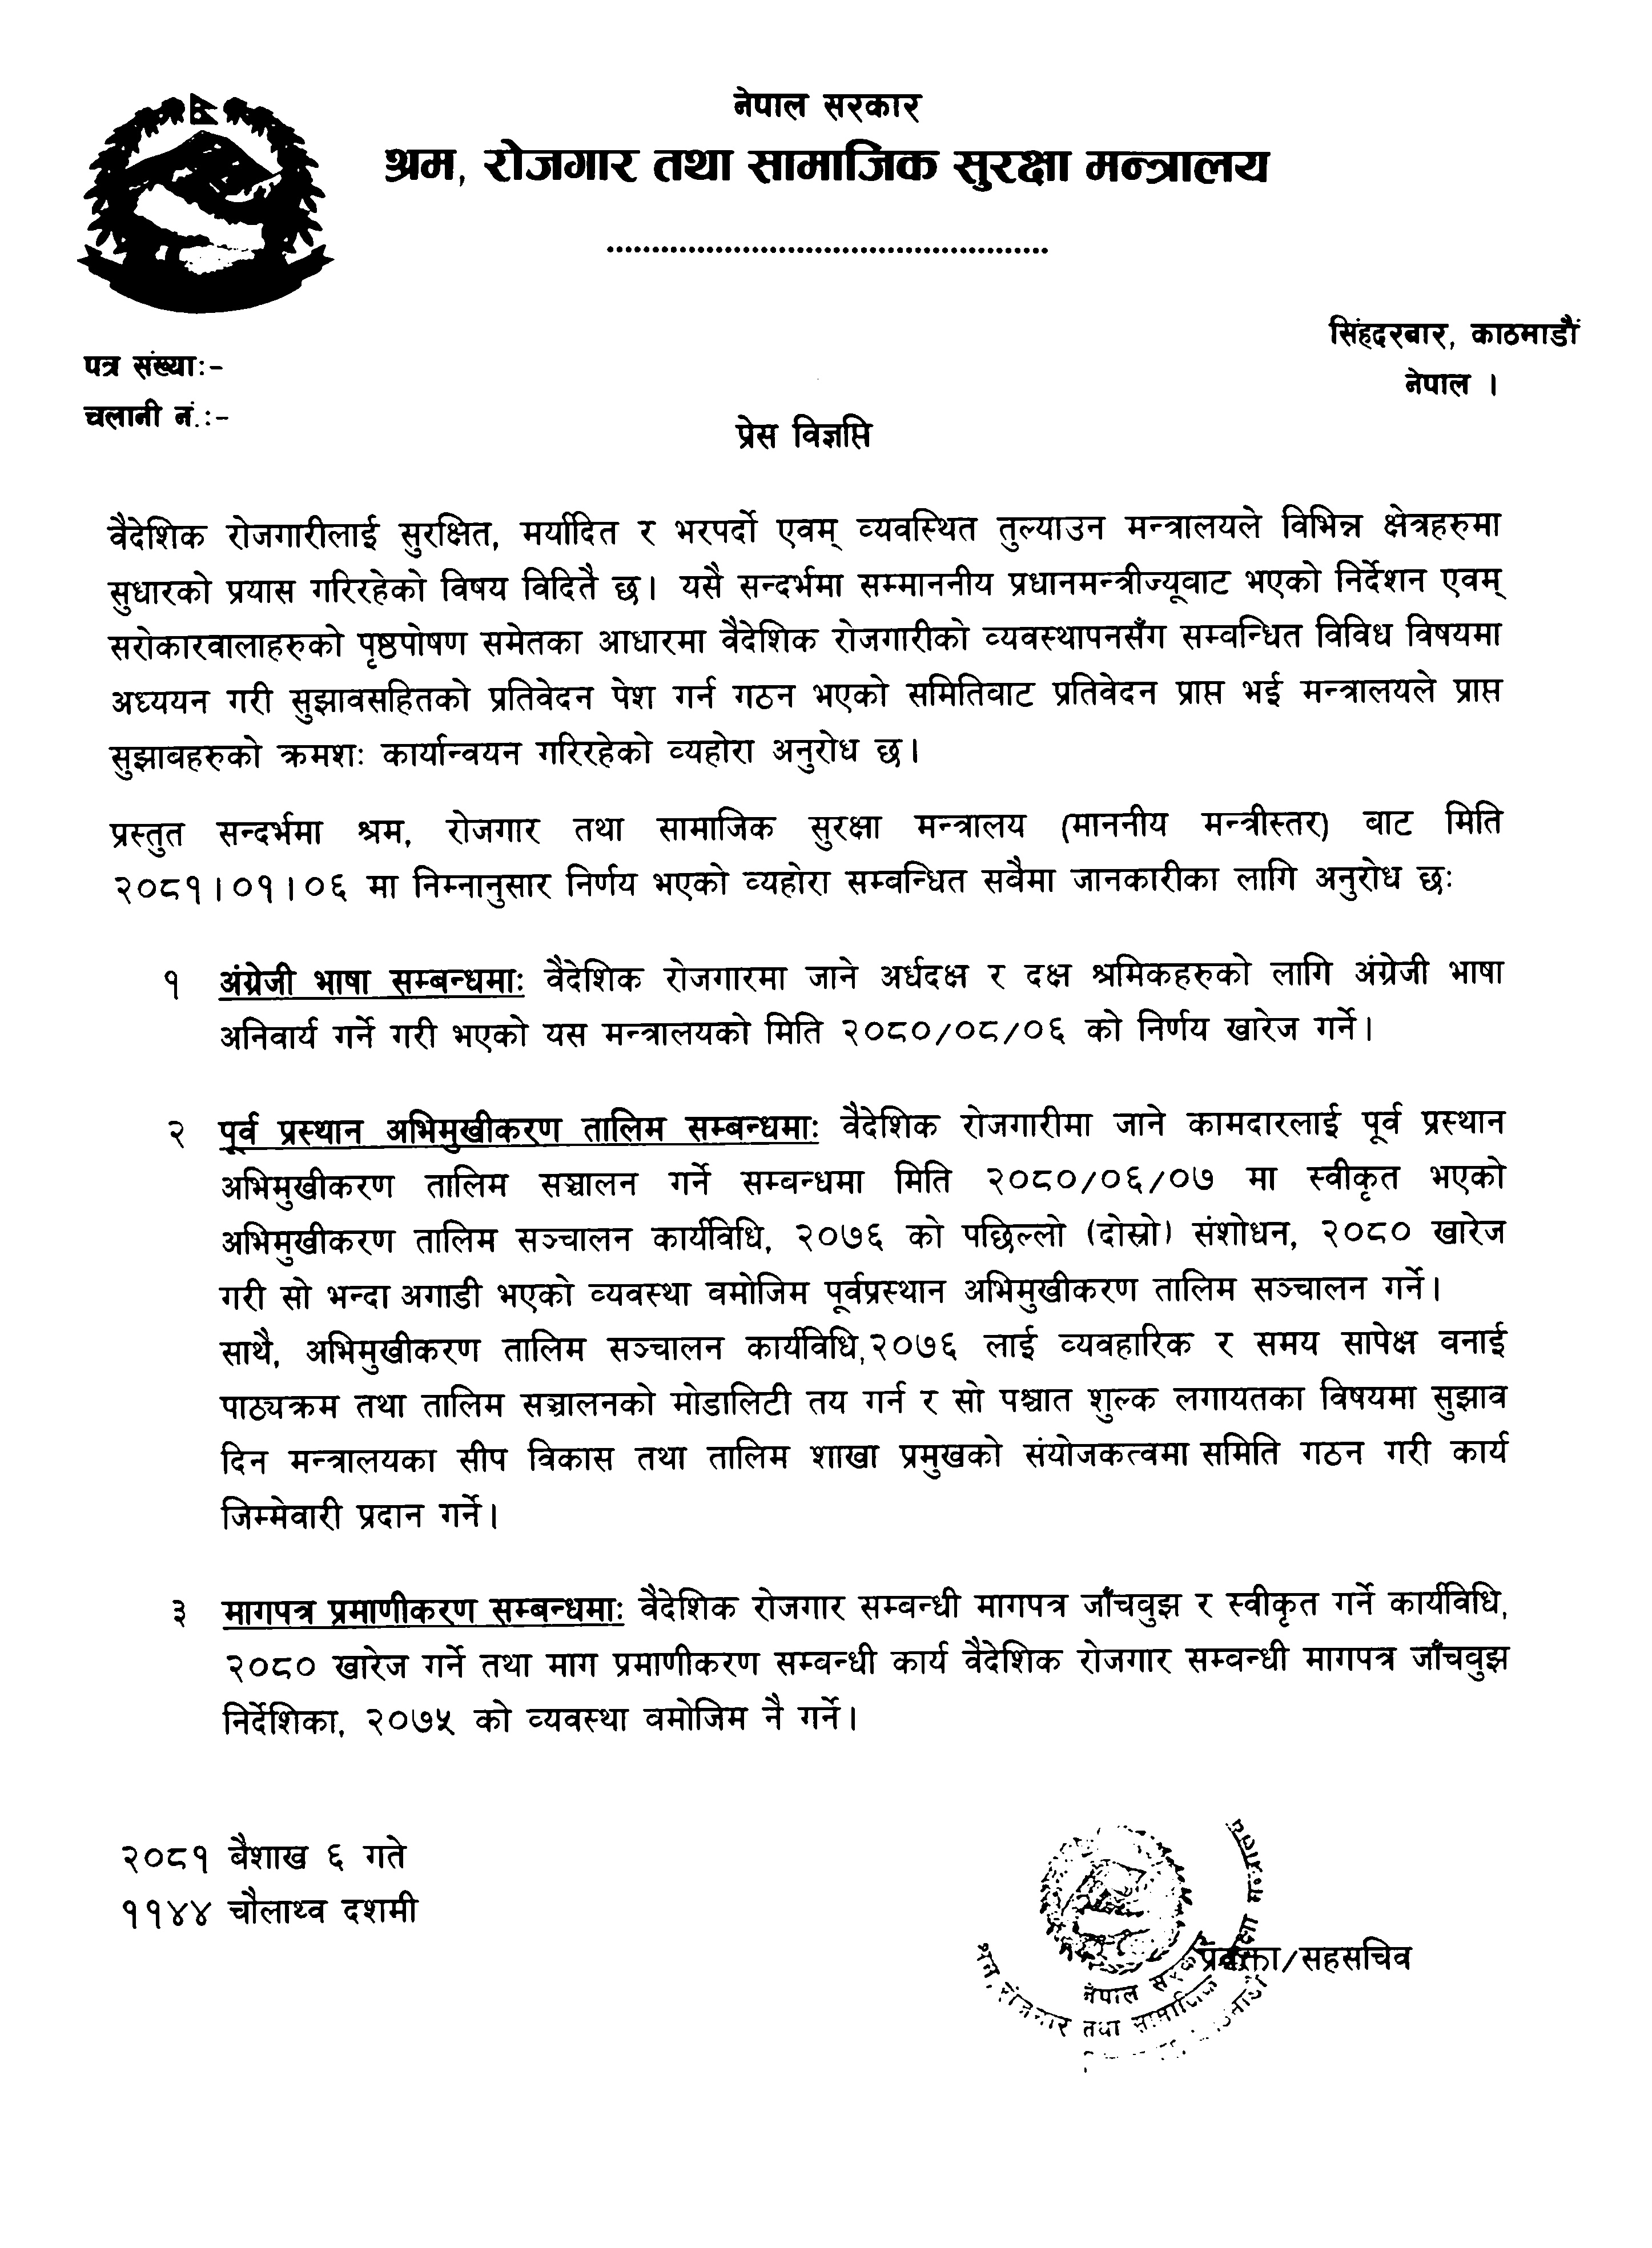 नेपाल सरकार
श्रम, रोजगार तथा सामाजिक सुरक्षा मन्त्रालय
सिंहदरबार, काठमाडौं
नेपाल ।
पत्र संख्याः-
चलानी नं.:-
प्रेस विज्ञप्ति
वैदेशिक रोजगारीलाई सुरक्षित, मर्यादित र भरपर्दो एवम् व्यवस्थित तुल्याउन मन्त्रालयले विभिन्न क्षेत्रहरुमा
सुधारको प्रयास गरिरहेको विषय विदितै छ। यसै सन्दर्भमा सम्माननीय प्रधानमन्त्रीज्यूवाट भएको निर्देशन एवम्
सरोकारवालाहरुको पृष्ठपोषण समेतका आधारमा वैदेशिक रोजगारीको व्यवस्थापनसँग सम्बन्धित विविध विषयमा
अध्ययन गरी सुझावसहितको प्रतिवेदन पेश गर्न गठन भएको समितिवाट प्रतिवेदन प्राप्त भई मन्त्रालयले प्राप्त
सुझाबहरुको क्रमशः कार्यान्वयन गरिरहेको व्यहोरा अनुरोध छ।
प्रस्तुत सन्दर्भमा श्रम, रोजगार तथा सामाजिक सुरक्षा मन्त्रालय (माननीय मन्त्रीस्तर) बाट मिति
२०८१।०१।०६ मा निम्नानुसार निर्णय भएको व्यहोरा सम्बन्धित सवैमा जानकारीका लागि अनुरोध छः
१ अंग्रेजी भाषा सम्बन्धमाः वैदेशिक रोजगारमा जाने अर्धदक्ष र दक्ष श्रमिकहरुको लागि अंग्रेजी भाषा
अनिवार्य गर्ने गरी भएको यस मन्त्रालयको मिति २०८०/०८/०६ को निर्णय खारेज गर्ने।
२ पूर्व प्रस्थान अभिमुखीकरण तालिम सम्बन्धमाः वैदेशिक रोजगारीमा जाने कामदारलाई पूर्व प्रस्थान
अभिमुखीकरण तालिम सञ्चालन गर्ने सम्बन्धमा मिति २०८०/०६/०७ मा स्वीकृत भएको
अभिमुखीकरण तालिम सञ्चालन कार्यविधि, २०७६ को पछिल्लो (दोस्रो) संशोधन, २०८० खारेज
गरी सो भन्दा अगाडी भएको व्यवस्था वमोजिम पूर्वप्रस्थान अभिमुखीकरण तालिम सञ्चालन गर्ने।
साथै, अभिमुखीकरण तालिम सञ्चालन कार्यविधि,२०७६ लाई व्यवहारिक र समय सापेक्ष वनाई
पाठ्यक्रम तथा तालिम सञ्चालनको मोडालिटी तय गर्न र सो पश्चात शुल्क लगायतका विषयमा सुझाव
दिन मन्त्रालयका सीप विकास तथा तालिम शाखा प्रमुखको संयोजकत्वमा समिति गठन गरी कार्य
जिम्मेवारी प्रदान गर्ने।
३ मागपत्र प्रमाणीकरण सम्बन्धमाः वैदेशिक रोजगार सम्बन्धी मागपत्र जाँचवुझ र स्वीकृत गर्ने कार्यविधि,
२०८० खारेज गर्ने तथा माग प्रमाणीकरण सम्बन्धी कार्य वैदेशिक रोजगार सम्वन्धी मागपत्र जाँचवुझ
निर्देशिका, २०७५ को व्यवस्था वमोजिम नै गर्ने।
२०८१ बैशाख ६ गते
११४४ चौलाथ्व दशमी
प्रवक्ता/सहसचिव
नेपाल सरकार
श्रम, रोजगार तथा सामाजिक सुरक्षा मन्त्रालय